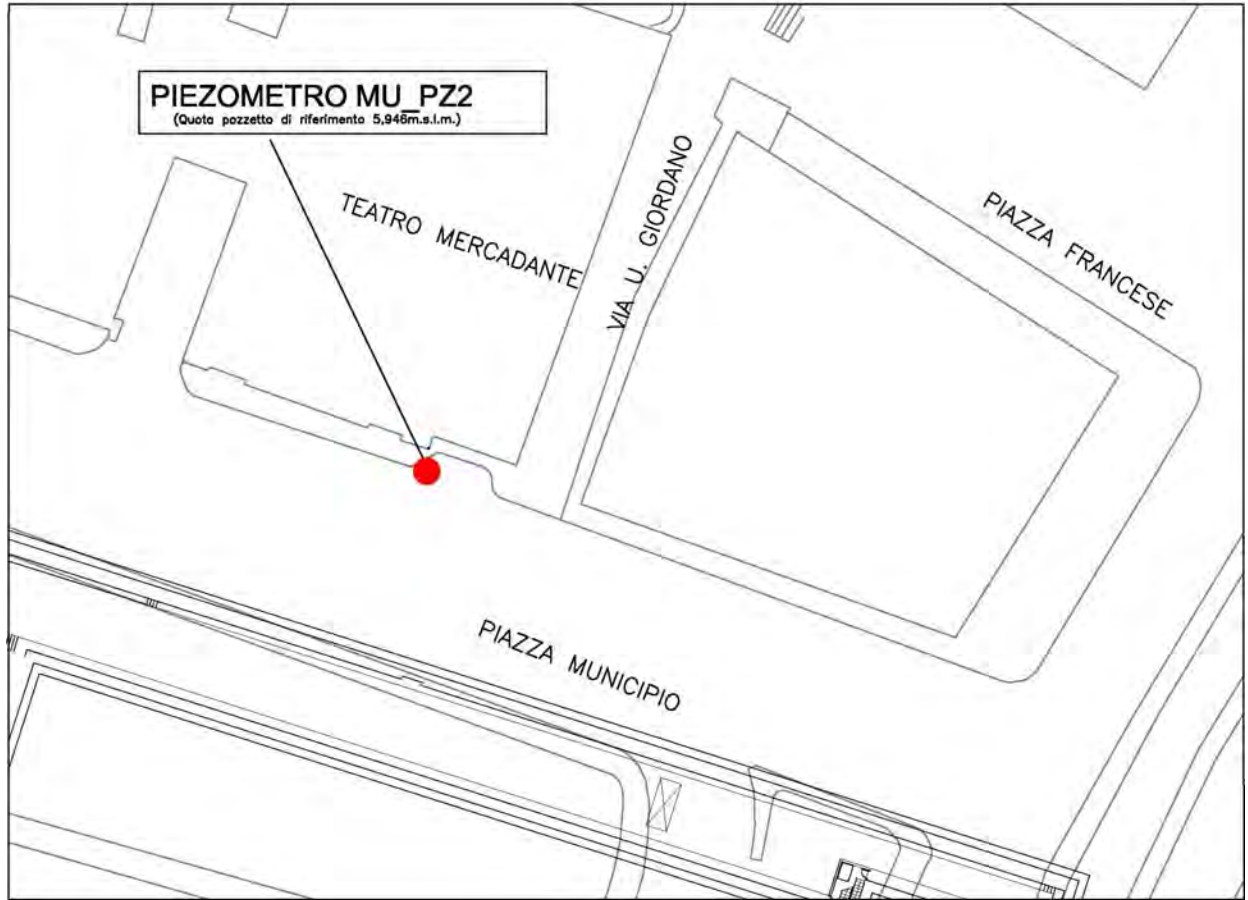 PIEZOMETRO MU_PZ2
(Quota pozzetto di riferimento 5,946m.s.l.m.)
TEATRO MERCADANTE
VIA U. GIORDANO
PIAZZA FRANCESE
PIAZZA MUNICIPIO